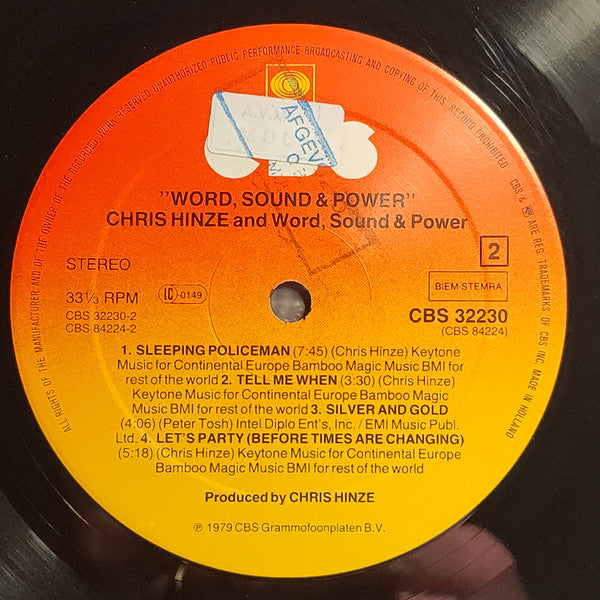 ALL RIGHTS OF THE MANUFACTURER AND OF THE OWNER OF THE RECORDED WORK RESERVED UNAUTHORIZED PUBLIC PERFORMANCE BROADCASTING AND COPYING OF THIS RECORD PROHIBITED CBS & ARE REG. TRADEMARKS OF CBS INC. MADE IN HOLLAND
AFGEV
"WORD, SOUND & POWER"
CHRIS HINZE and Word, Sound & Power
2
STEREO
33⅓ RPM
LC-0149
BIEM-STEMRA
CBS 32230-2
CBS 84224-2
CBS 32230
(CBS 84224)
1. SLEEPING POLICEMAN (7:45) (Chris Hinze) Keytone
Music for Continental Europe Bamboo Magic Music BMI for
rest of the world 2. TELL ME WHEN (3:30) (Chris Hinze)
Keytone Music for Continental Europe Bamboo Magic
Music BMI for rest of the world 3. SILVER AND GOLD
(4:06) (Peter Tosh) Intel Diplo Ent's, Inc. / EMI Music Publ.
Ltd. 4. LET'S PARTY (BEFORE TIMES ARE CHANGING)
(5:18) (Chris Hinze) Keytone Music for Continental Europe
Bamboo Magic Music BMI for rest of the world
Produced by CHRIS HINZE
℗ 1979 CBS Grammofoonplaten B.V.